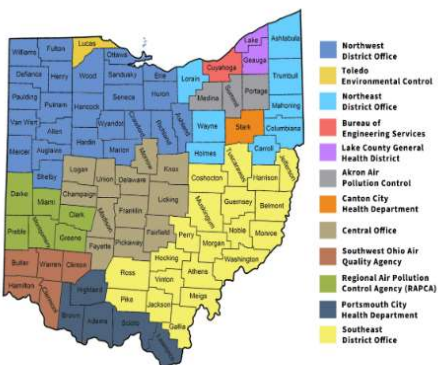 Lake
Ashtabula
Lucas
Fulton
Williams
Ottawa
Geauga
Cuyahoga
Wood
Trumbull
Defiance
Henry
Sandusky
Erie
Lorain
Portage
Summit
Medina
Paulding
Seneca
Huron
Mahoning
Putnam
Hancock
Ashland
Van Wert
Wyandot
Crawford
Richland
Wayne
Stark
Columbiana
Allen
Hardin
Carroll
Mercer
Auglaize
Marion
Morrow
Holmes
Tuscarawas
Jefferson
Logan
Knox
Shelby
Union
Delaware
Coshocton
Harrison
Darke
Champaign
Licking
Miami
Guernsey
Belmont
Clark
Franklin
Muskingum
Madison
Montgomery
Preble
Greene
Fairfield
Perry
Noble
Monroe
Pickaway
Morgan
Fayette
Hocking
Washington
Butler
Warren
Clinton
Ross
Athens
Vinton
Hamilton
Clermont
Highland
Pike
Meigs
Jackson
Brown
Adams
Scioto
Gallia
Lawrence
Northwest
District Office
Toledo
Environmental Control
Northeast
District Office
Bureau of
Engineering Services
Lake County General
Health District
Akron Air
Pollution Control
Canton City
Health Department
Central Office
Southwest Ohio Air
Quality Agency
Regional Air Pollution
Control Agency (RAPCA)
Portsmouth City
Health Department
Southeast
District Office